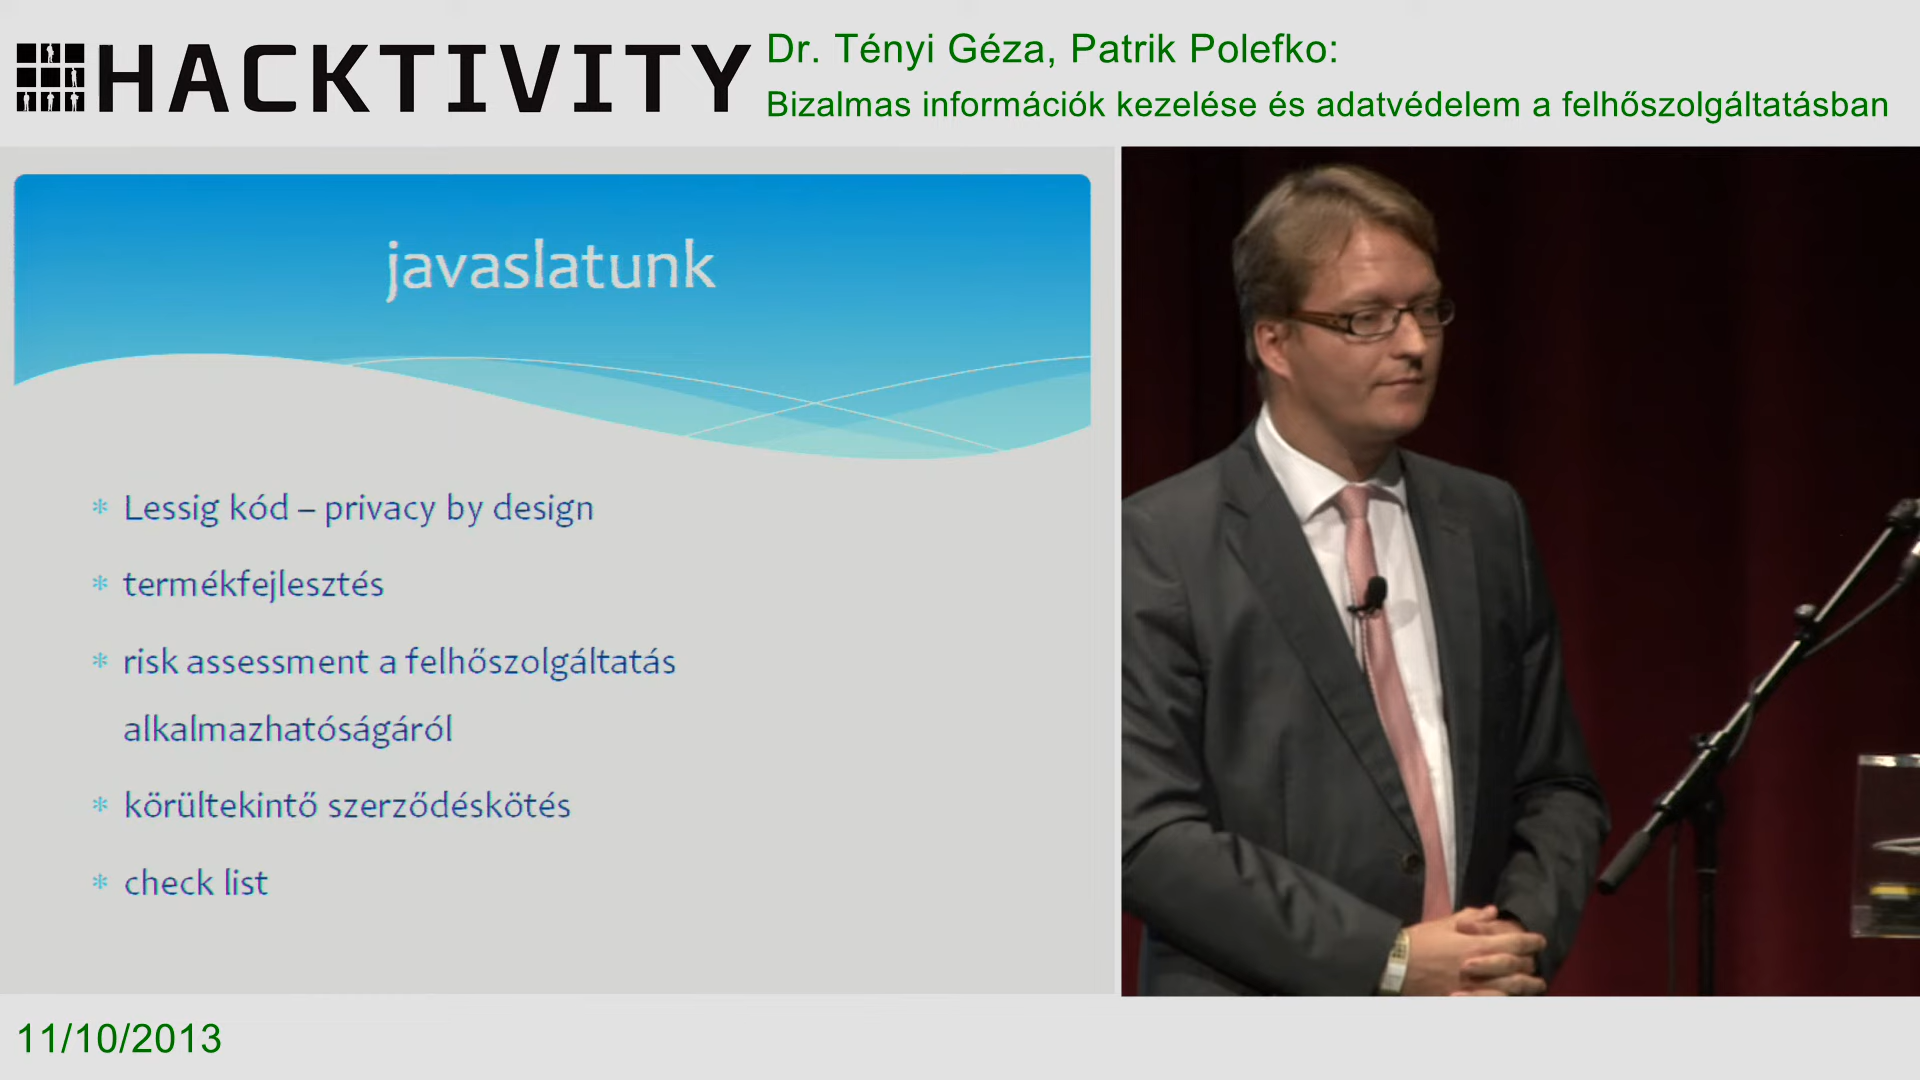 HACKTIVITY
Dr. Tényi Géza, Patrik Polefko:
Bizalmas információk kezelése és adatvédelem a felhőszolgáltatásban
javaslatunk
* Lessig kód – privacy by design
* termékfejlesztés
* risk assessment a felhőszolgáltatás
alkalmazhatóságáról
* körültekintő szerződéskötés
* check list
11/10/2013